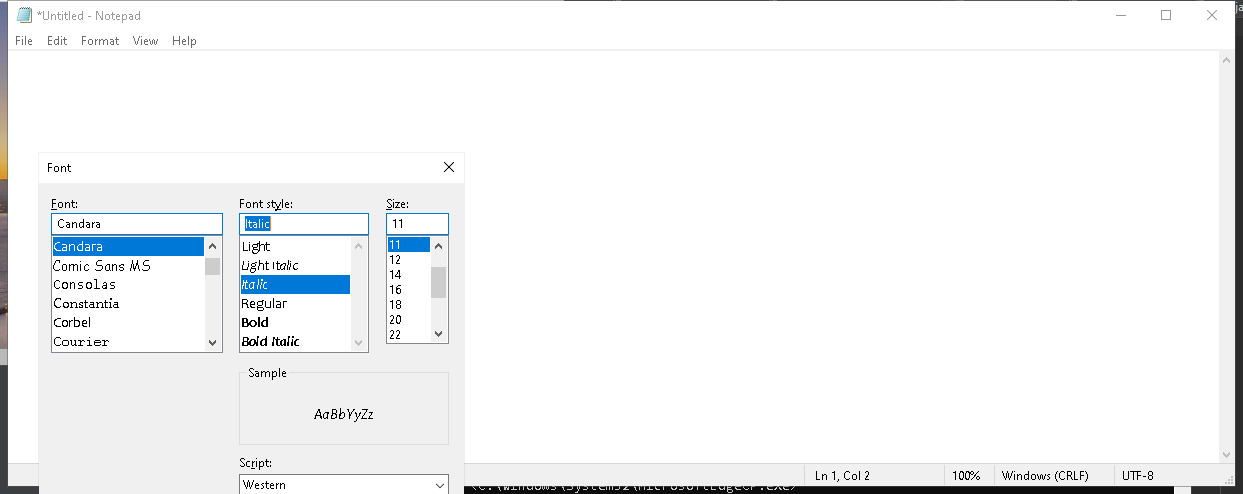 *Untitled - Notepad
File Edit Format View Help
Font
Font: Font style: Size:
Candara Italic 11
Candara
Comic Sans MS
Consolas
Constantia
Corbel
Courier
Light
Light Italic
Italic
Regular
Bold
Bold Italic
11
12
14
16
18
20
22
Sample
AaBbYyZz
Script:
Western
Ln 1, Col 2 100% Windows (CRLF) UTF-8